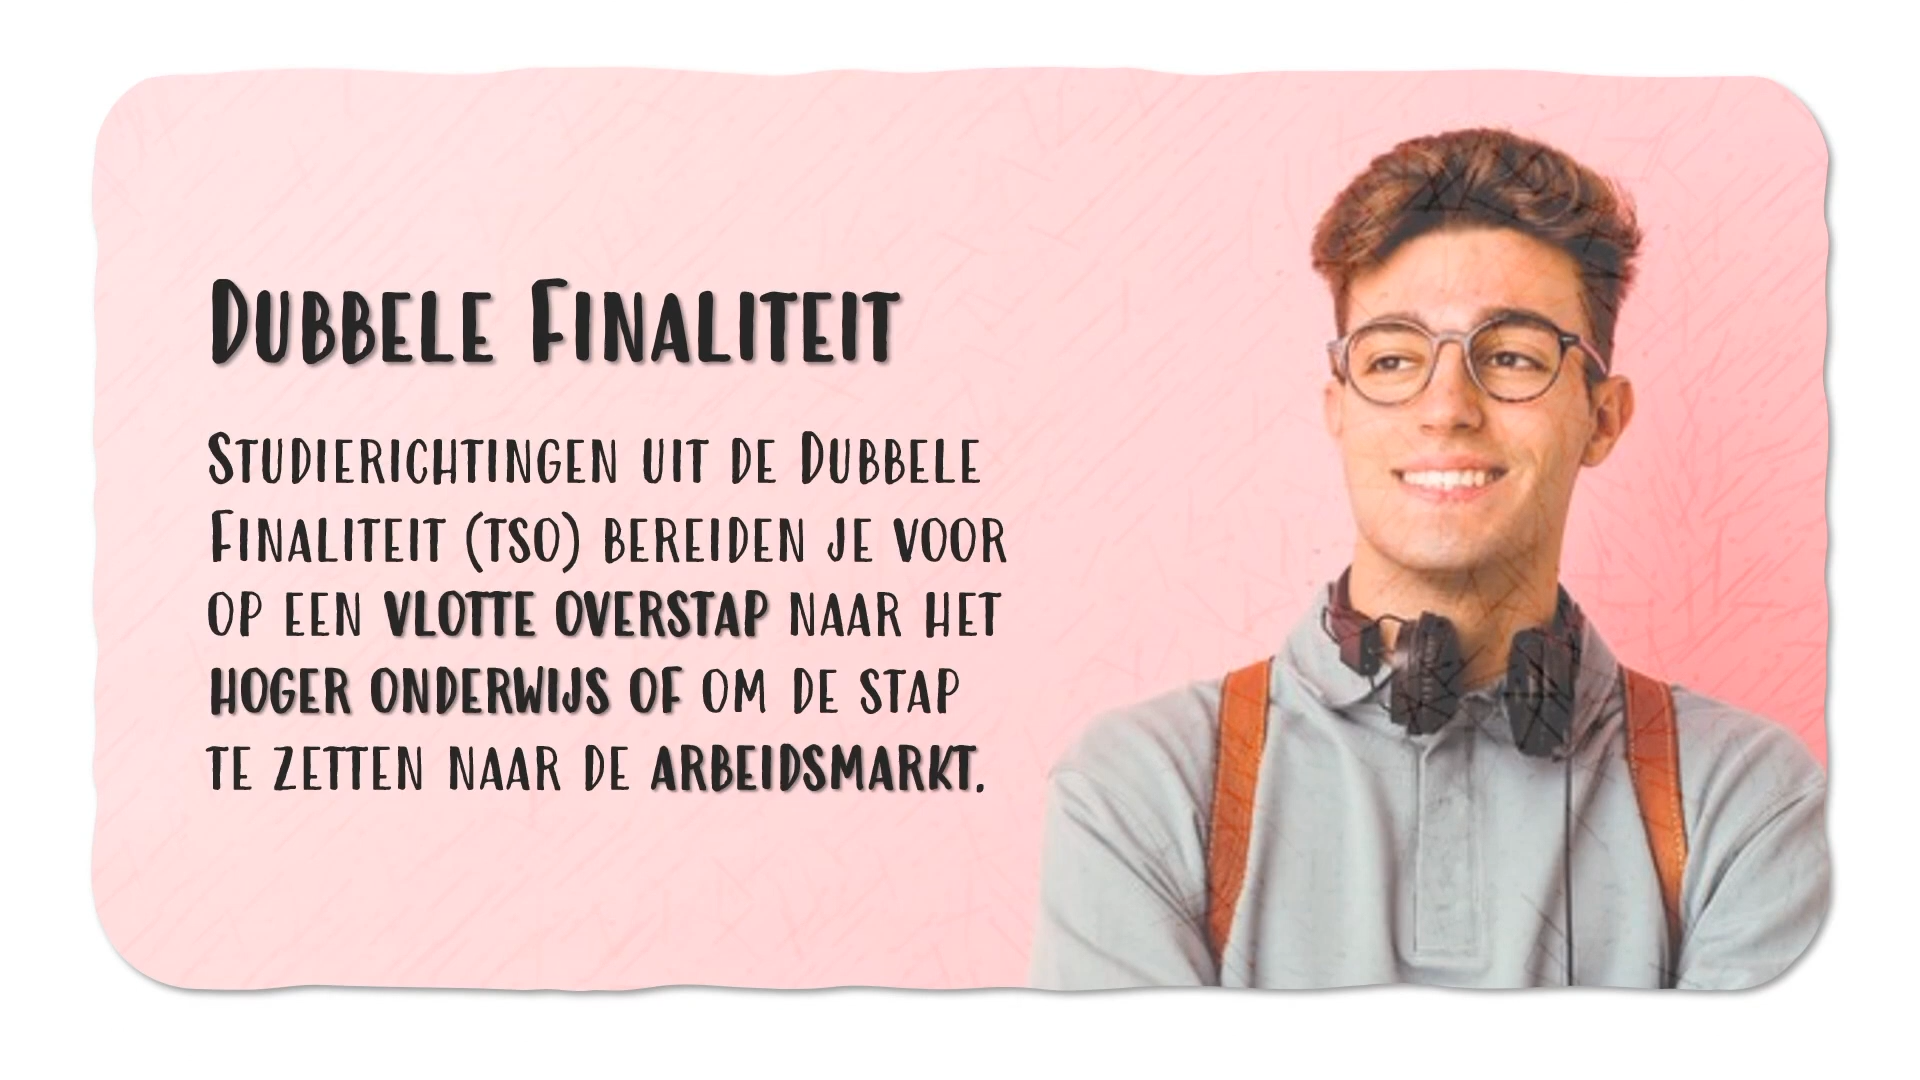 Dubbele Finaliteit
Studierichtingen uit de Dubbele
Finaliteit (TSO) bereiden je voor
op een vlotte overstap naar het
hoger onderwijs of om de stap
te zetten naar de arbeidsmarkt.